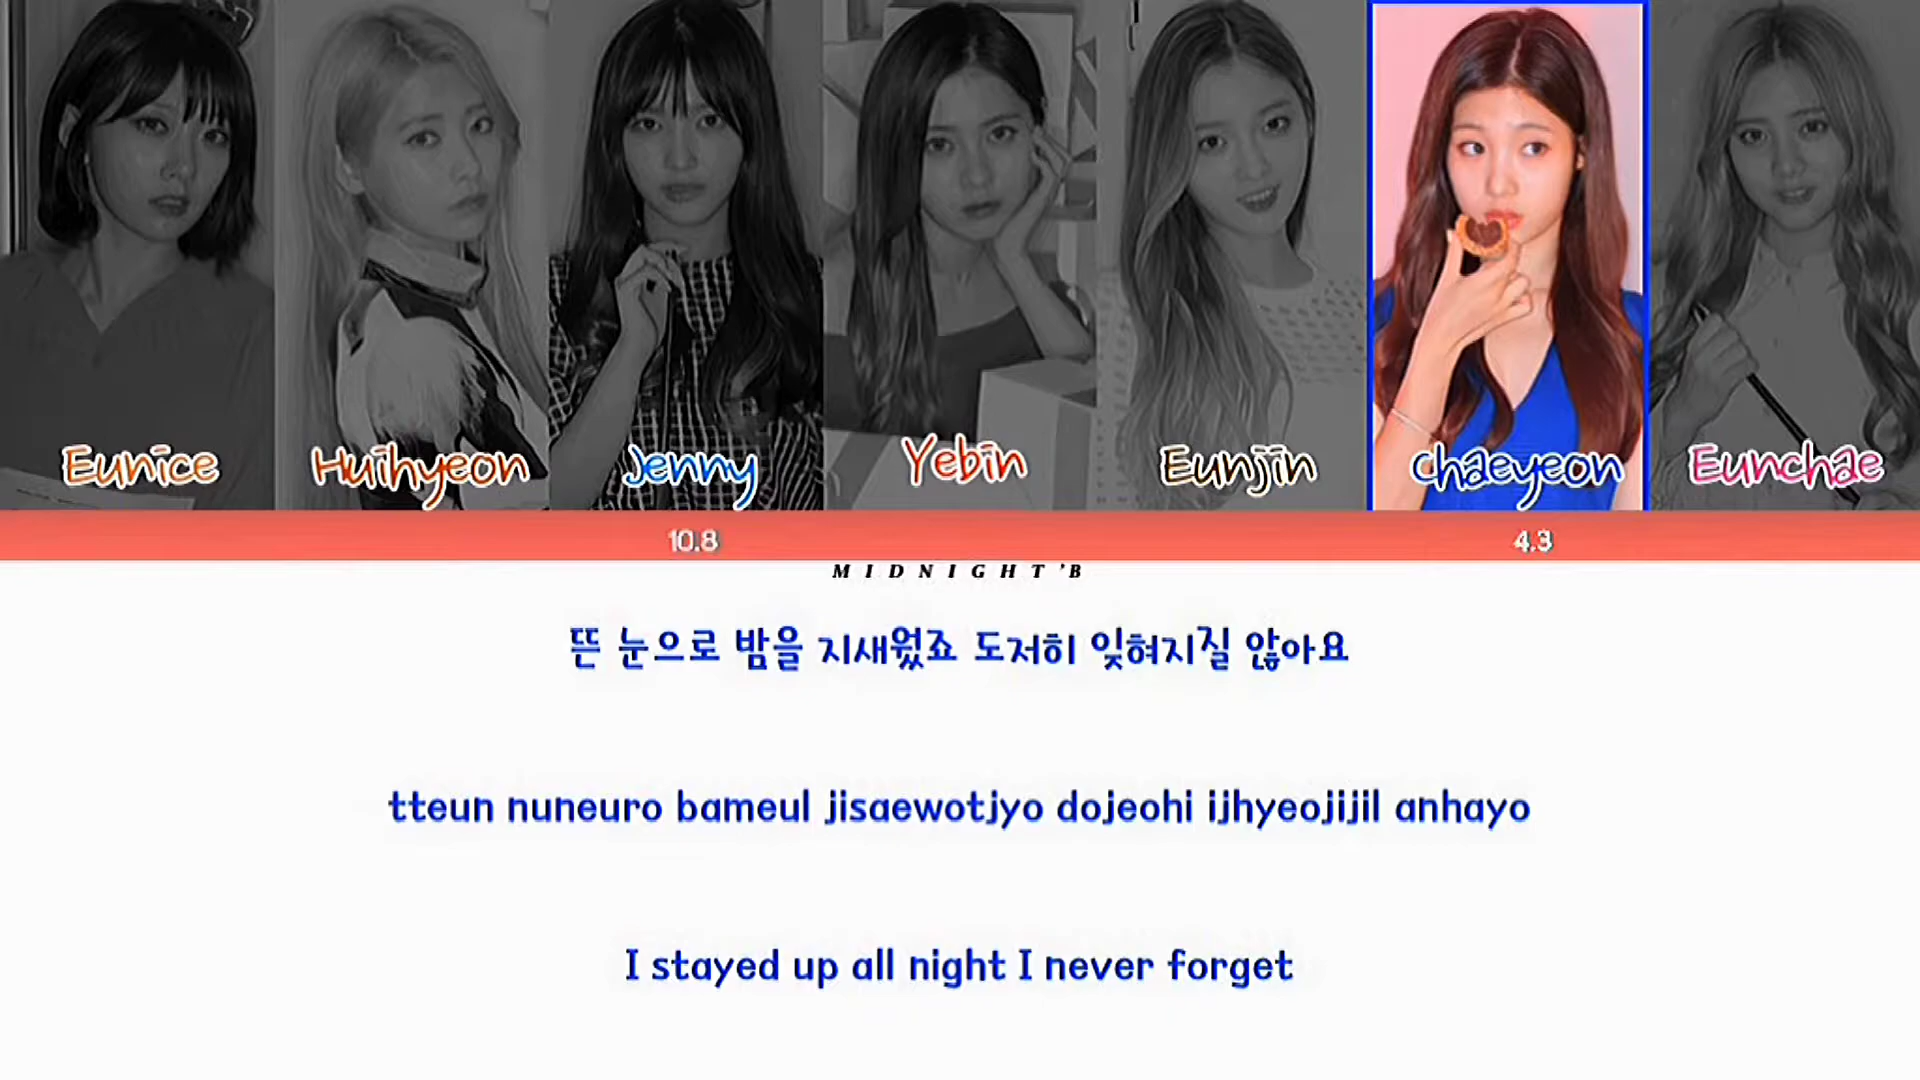 Eunice
Huihyeon
Jenny
Yebin
Eunjin
chaeyeon
Eunchae
10.8
4.3
MIDNIGHT'B
뜬 눈으로 밤을 지새웠죠 도저히 잊혀지질 않아요
tteun nuneuro bameul jisaewotjyo dojeohi ijhyeojijil anhayo
I stayed up all night I never forget